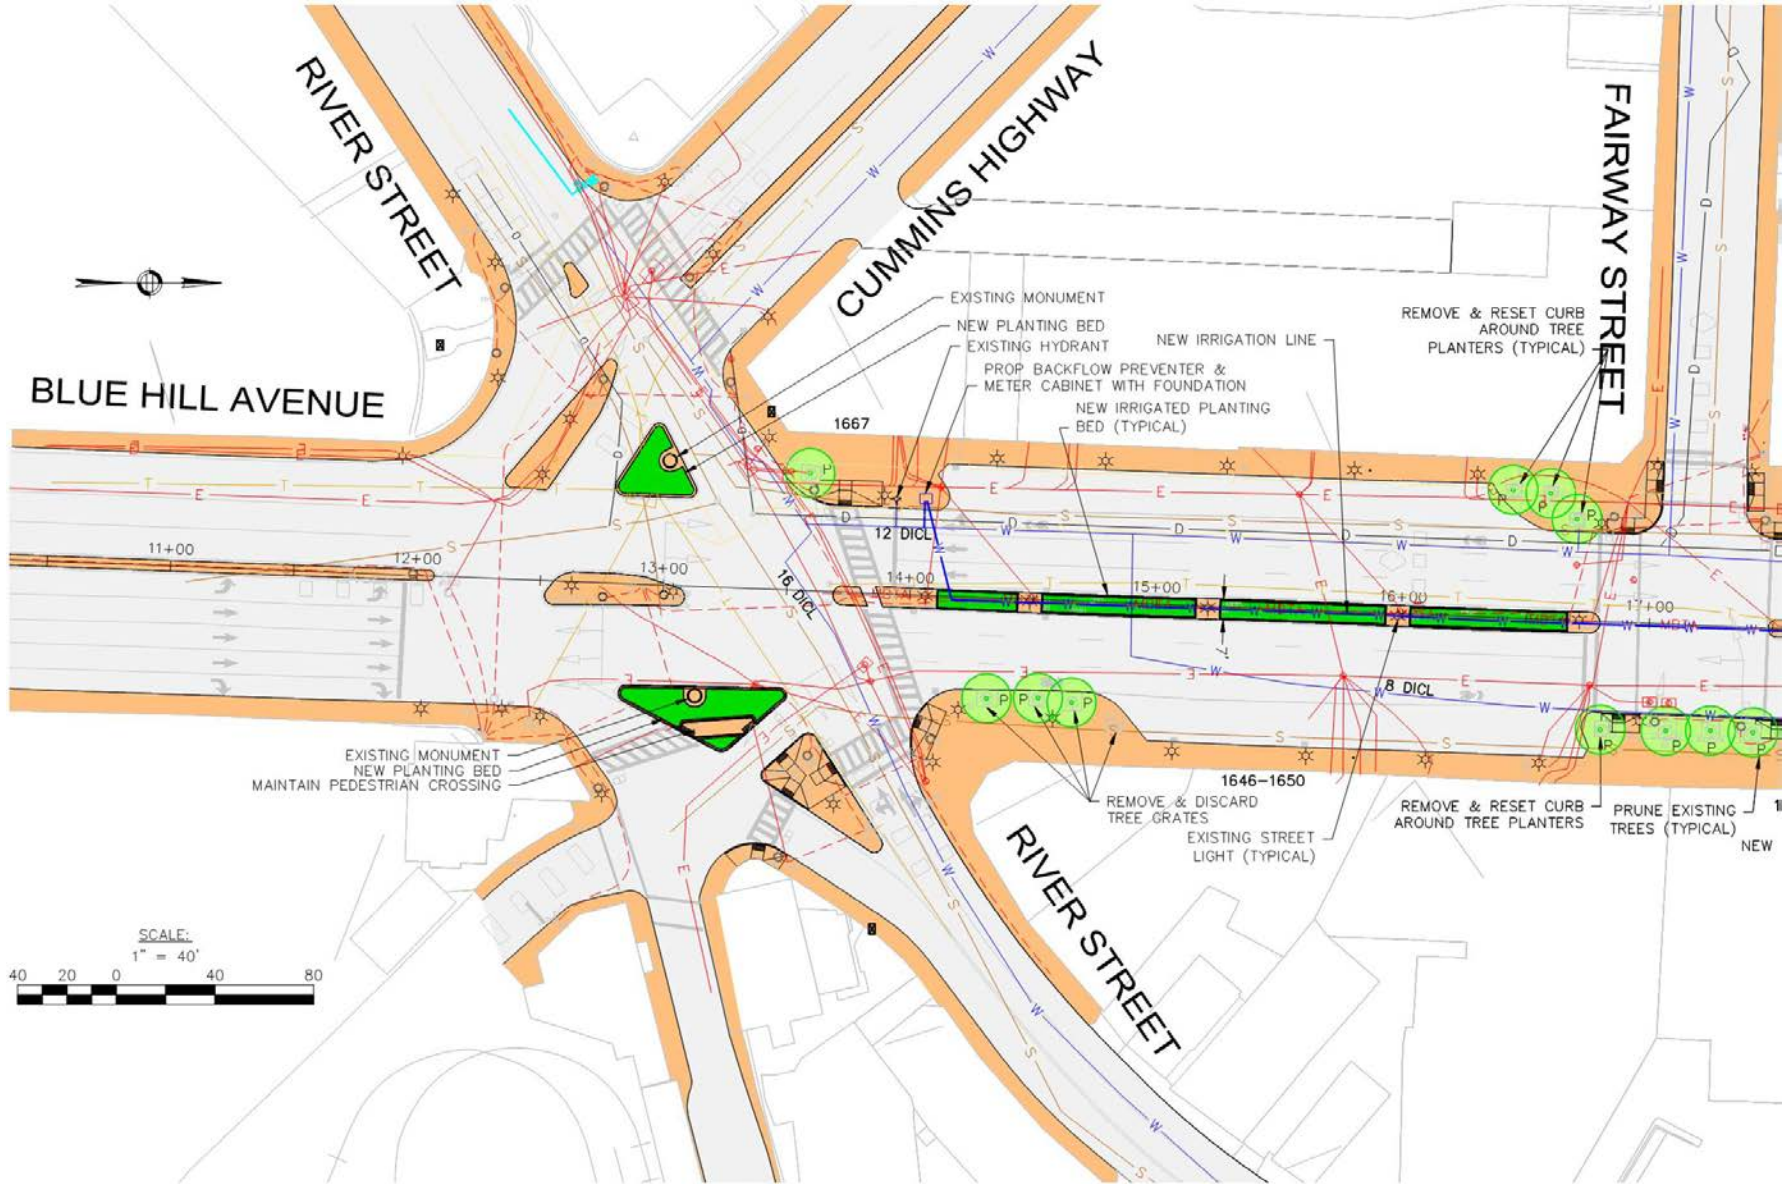 RIVER STREET
CUMMINS HIGHWAY
FAIRWAY STREET
BLUE HILL AVENUE
EXISTING MONUMENT
NEW PLANTING BED
EXISTING HYDRANT
PROP BACKFLOW PREVENTER &
METER CABINET WITH FOUNDATION
NEW IRRIGATED PLANTING
BED (TYPICAL)
NEW IRRIGATION LINE
REMOVE & RESET CURB
AROUND TREE
PLANTERS (TYPICAL)
1667
12 DICL
16 DICL
8 DICL
11+00
12+00
13+00
14+00
15+00
16+00
17+00
7'
EXISTING MONUMENT
NEW PLANTING BED
MAINTAIN PEDESTRIAN CROSSING
REMOVE & DISCARD
TREE GRATES
1646-1650
EXISTING STREET
LIGHT (TYPICAL)
REMOVE & RESET CURB
AROUND TREE PLANTERS
PRUNE EXISTING
TREES (TYPICAL)
NEW
RIVER STREET
SCALE:
1" = 40'
40 20 0 40 80